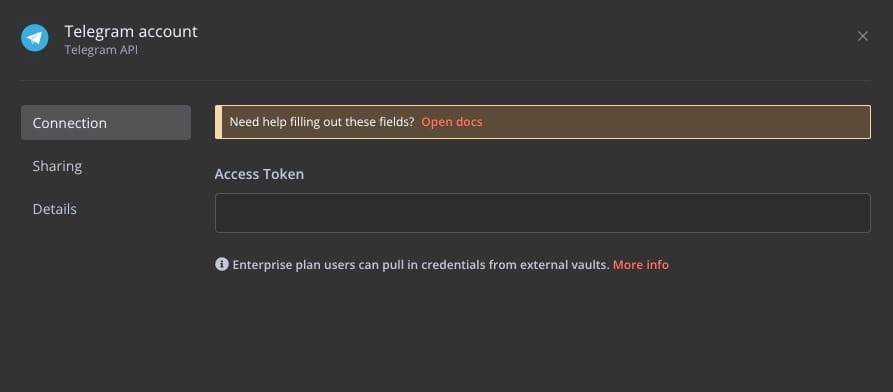 Telegram account
Telegram API
Connection
Sharing
Details
Need help filling out these fields? Open docs
Access Token
Enterprise plan users can pull in credentials from external vaults. More info